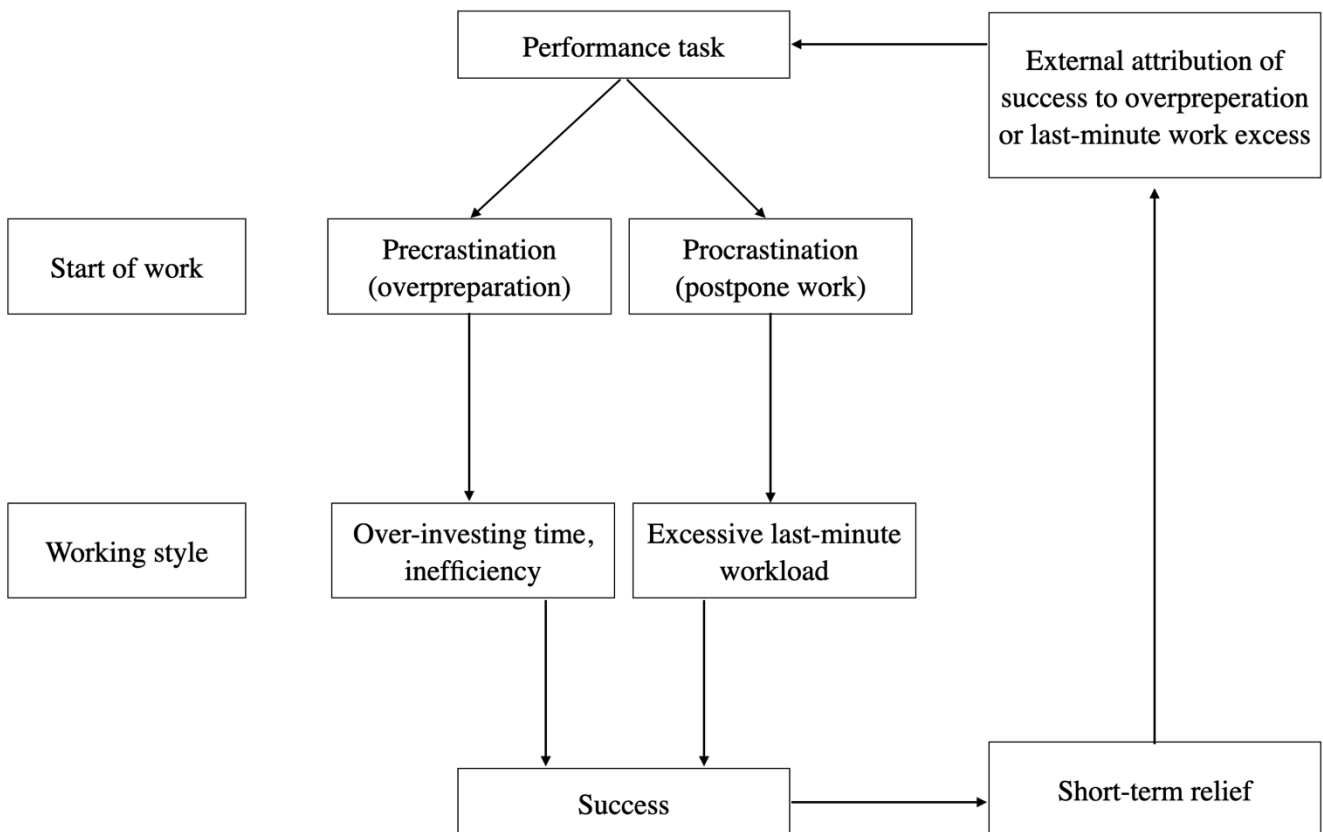 Performance task
External attribution of
success to overpreperation
or last-minute work excess
Start of work
Precrastination
(overpreparation)
Procrastination
(postpone work)
Working style
Over-investing time,
inefficiency
Excessive last-minute
workload
Success
Short-term relief